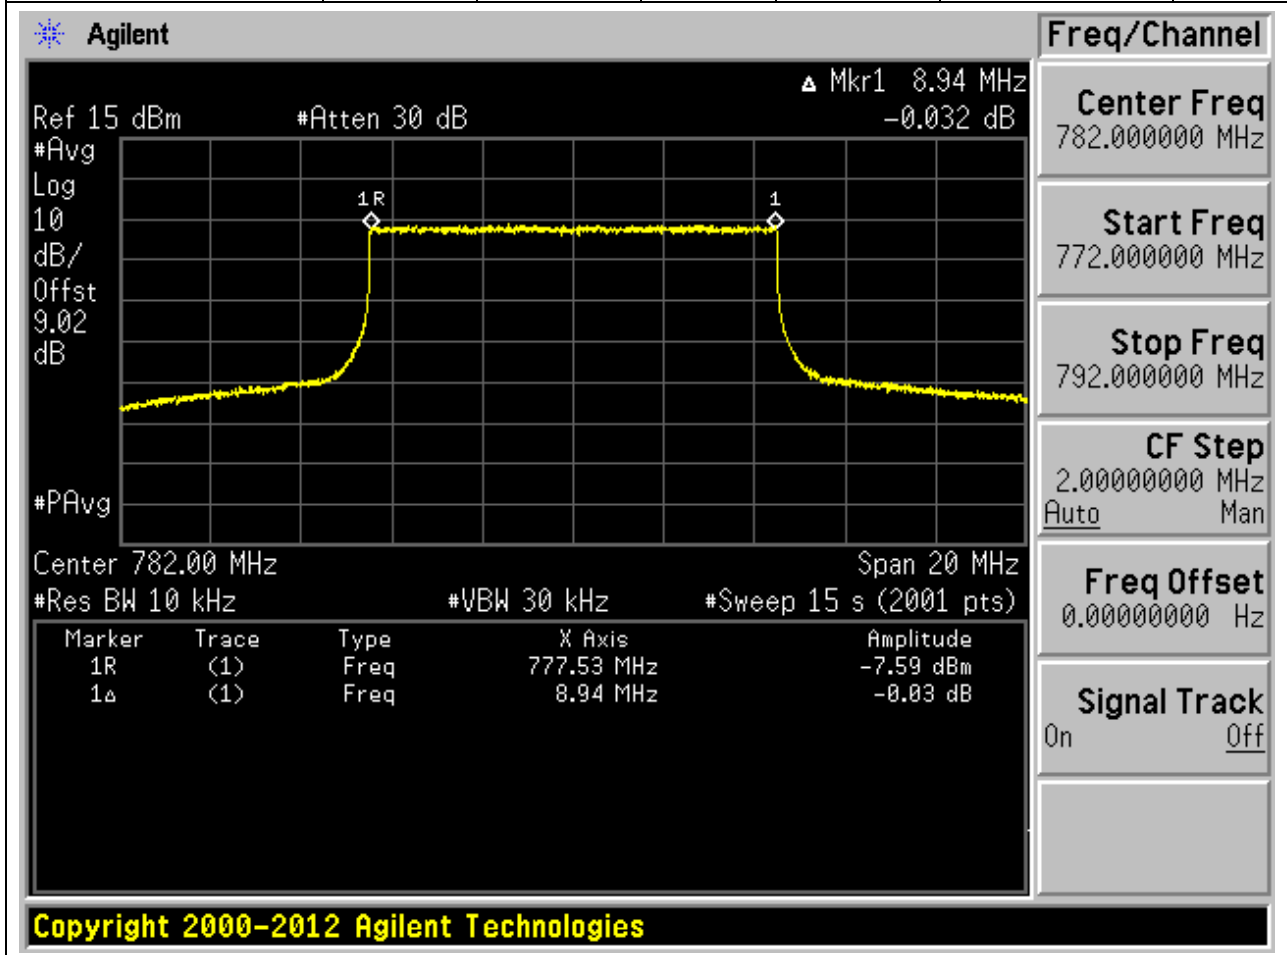 Agilent
Freq/Channel
Δ Mkr1 8.94 MHz
Ref 15 dBm #Atten 30 dB -0.032 dB
#Avg
Log
10
dB/
Offst
9.02
dB
1R 1
#PAvg
Center 782.00 MHz Span 20 MHz
#Res BW 10 kHz #VBW 30 kHz #Sweep 15 s (2001 pts)
Marker Trace Type X Axis Amplitude
1R (1) Freq 777.53 MHz -7.59 dBm
1Δ (1) Freq 8.94 MHz -0.03 dB
Center Freq
782.000000 MHz
Start Freq
772.000000 MHz
Stop Freq
792.000000 MHz
CF Step
2.00000000 MHz
Auto Man
Freq Offset
0.00000000 Hz
Signal Track
On Off
Copyright 2000-2012 Agilent Technologies